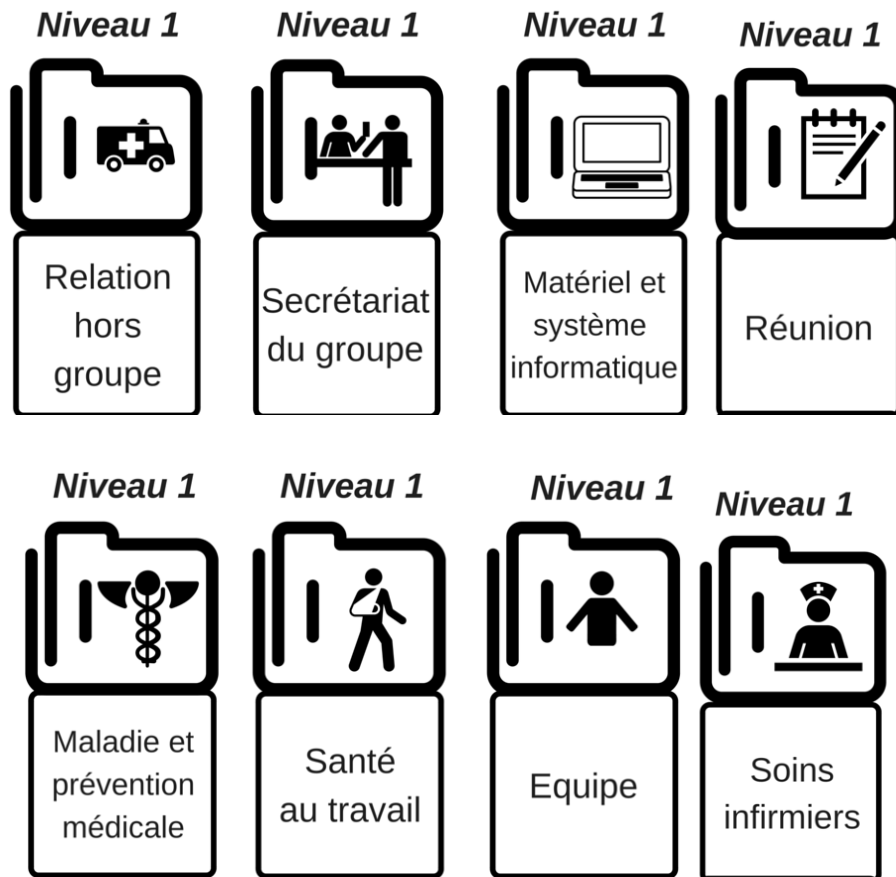 Niveau 1
Niveau 1
Niveau 1
Niveau 1
Relation
hors
groupe
Secrétariat
du groupe
Matériel et
système
informatique
Réunion
Niveau 1
Niveau 1
Niveau 1
Niveau 1
Maladie et
prévention
médicale
Santé
au travail
Equipe
Soins
infirmiers